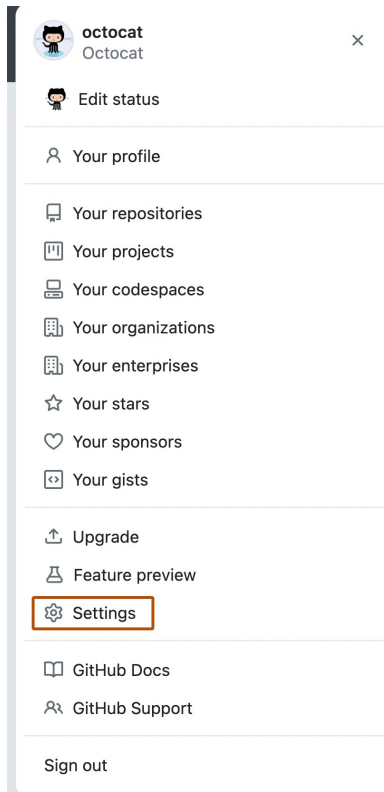 octocat
Octocat
Edit status
Your profile
Your repositories
Your projects
Your codespaces
Your organizations
Your enterprises
Your stars
Your sponsors
Your gists
Upgrade
Feature preview
Settings
GitHub Docs
GitHub Support
Sign out